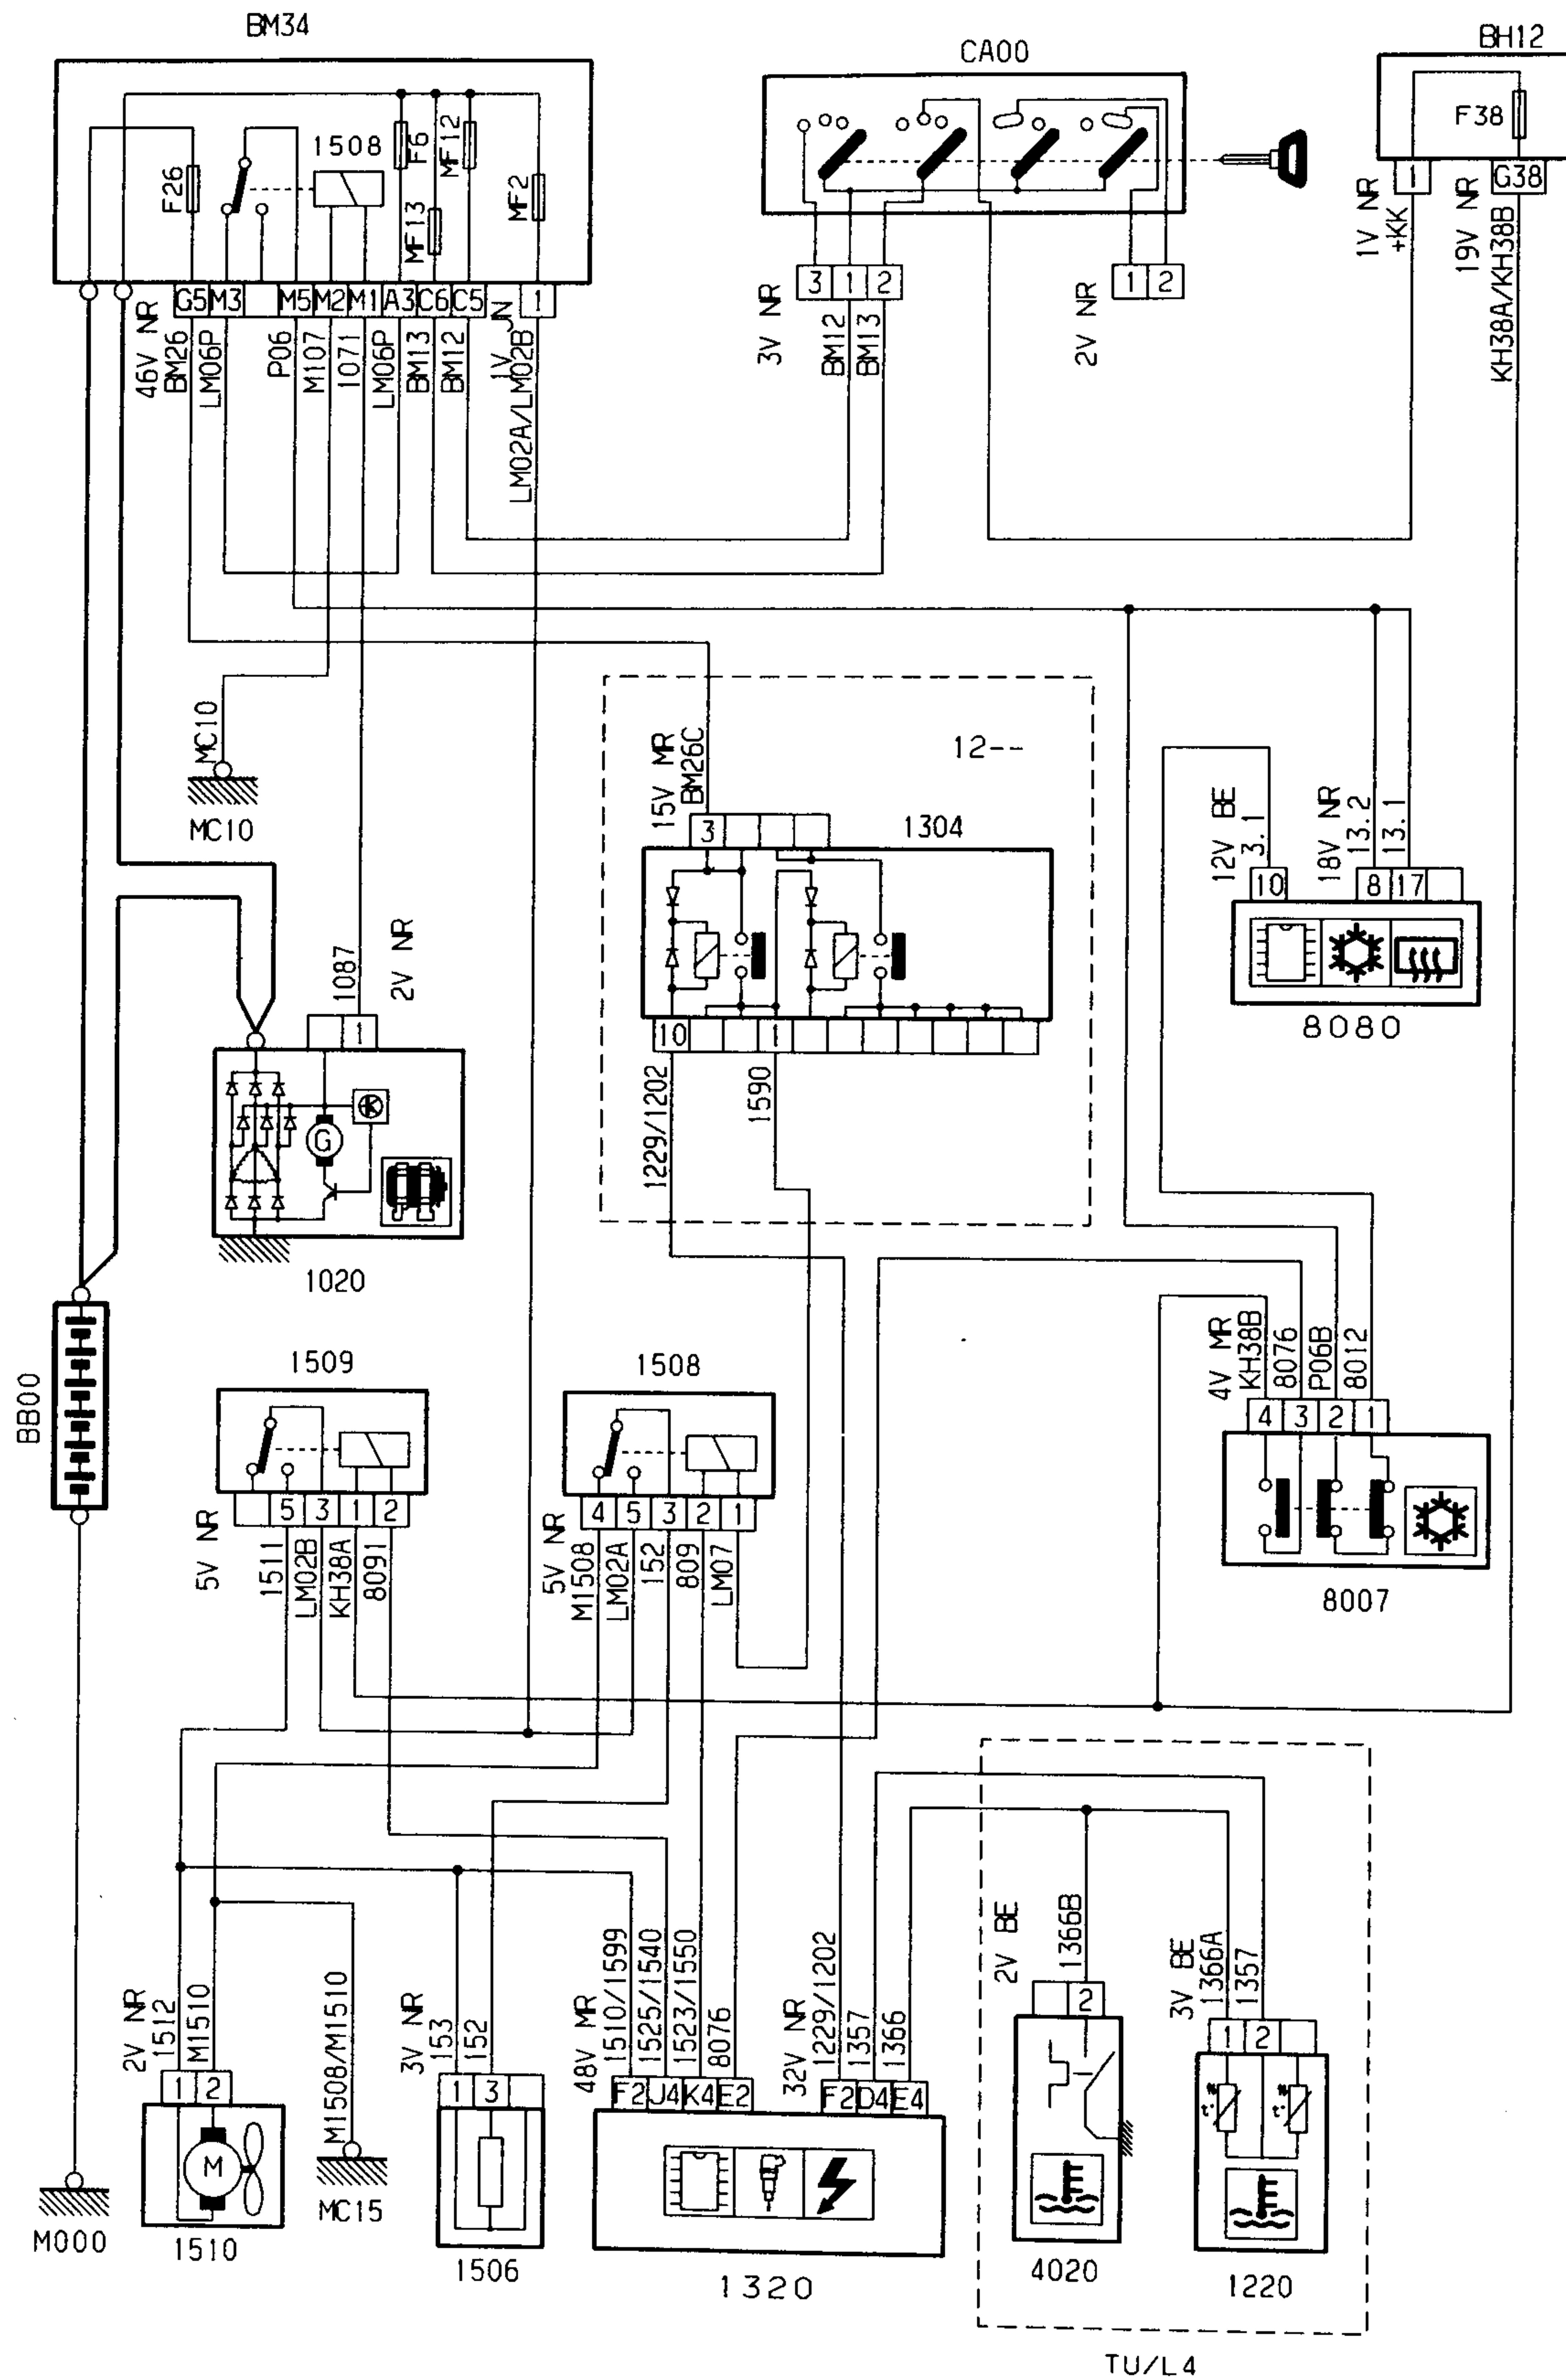 BM34
CA00
BH12
1508
F26
F6
MF12
MF13
MF2
F38
1
G38
1V NR
+KK
19V NR
KH38A/KH38B
G5 M3 M5 M2 M1 A3 C6 C5 1
46V NR
BM26
LM06P
P06
M107
1071
LM06P
BM13
BM12
1V JN
LM02A/LM02B
3 1 2
3V NR
BM12
BM13
1 2
2V NR
MC10
MC10
12--
15V MR
BM26C
3
1304
10 1
1229/1202
1590
12V BE
3.1
18V NR
13.2
13.1
10
8 17
8080
1087
2V NR
1
G
1020
BB00
1509
5 3 1 2
5V NR
1511
LM02B
KH38A
8091
1508
4 5 3 2 1
5V NR
M1508
LM02A
152
809
LM07
4V MR
KH38B
8076
P06B
8012
4 3 2 1
8007
2V NR
1512
M1510
1 2
M
1510
M1508/M1510
MC15
M000
3V NR
153
152
1 3
1506
48V MR
1510/1599
1525/1540
1523/1550
8076
F2 J4 K4 E2
32V NR
1229/1202
1357
1366
F2 D4 E4
1320
2V BE
1366B
2
4020
3V BE
1366A
1357
1 2
1220
TU/L4